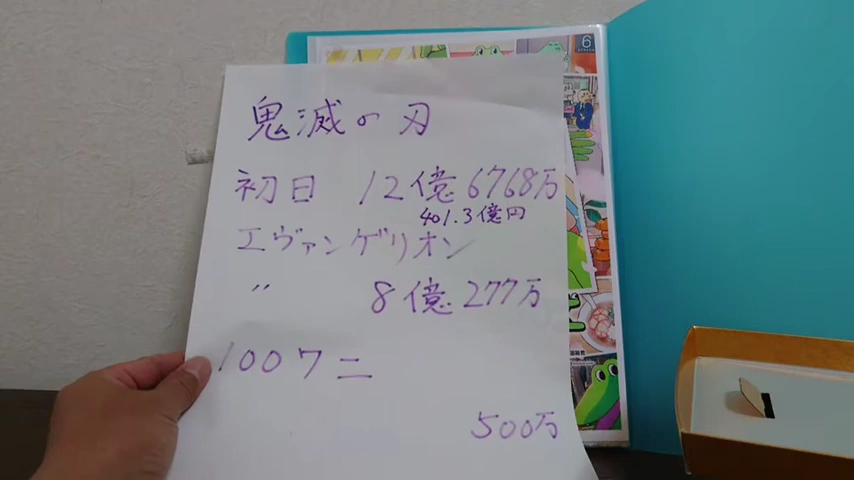 鬼滅の刃
初日 12億6768万
401.3億円
エヴァンゲリオン
〃 8億277万
100ワニ
500万
6